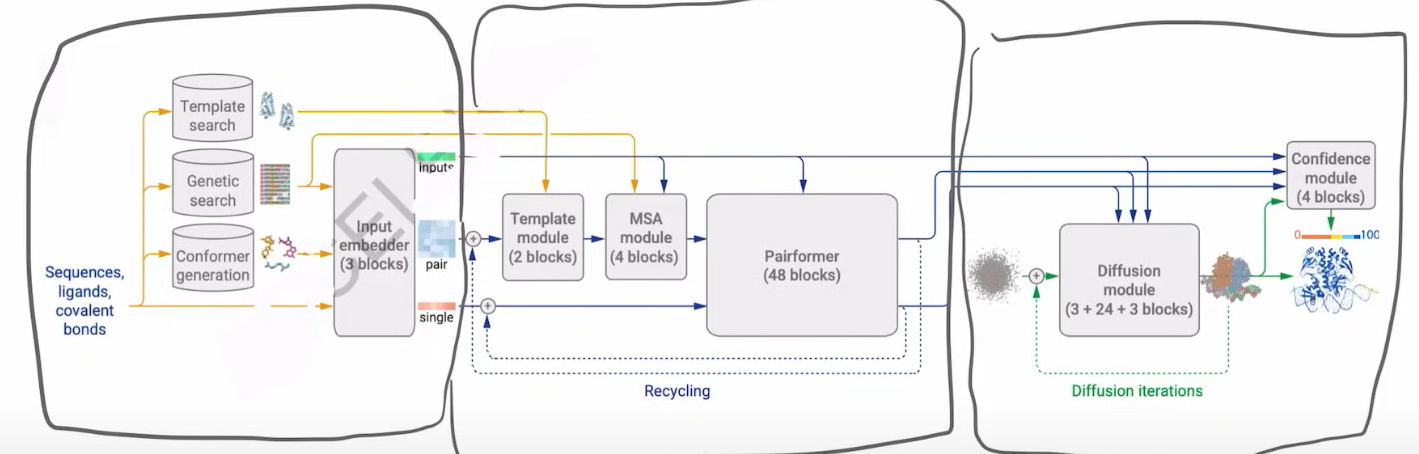 Template
search
Genetic
search
Conformer
generation
Sequences,
ligands,
covalent
bonds
Input
embedder
(3 blocks)
inputs
pair
single
Template
module
(2 blocks)
MSA
module
(4 blocks)
Pairformer
(48 blocks)
Recycling
Diffusion
module
(3 + 24 + 3 blocks)
Diffusion iterations
Confidence
module
(4 blocks)
0 100